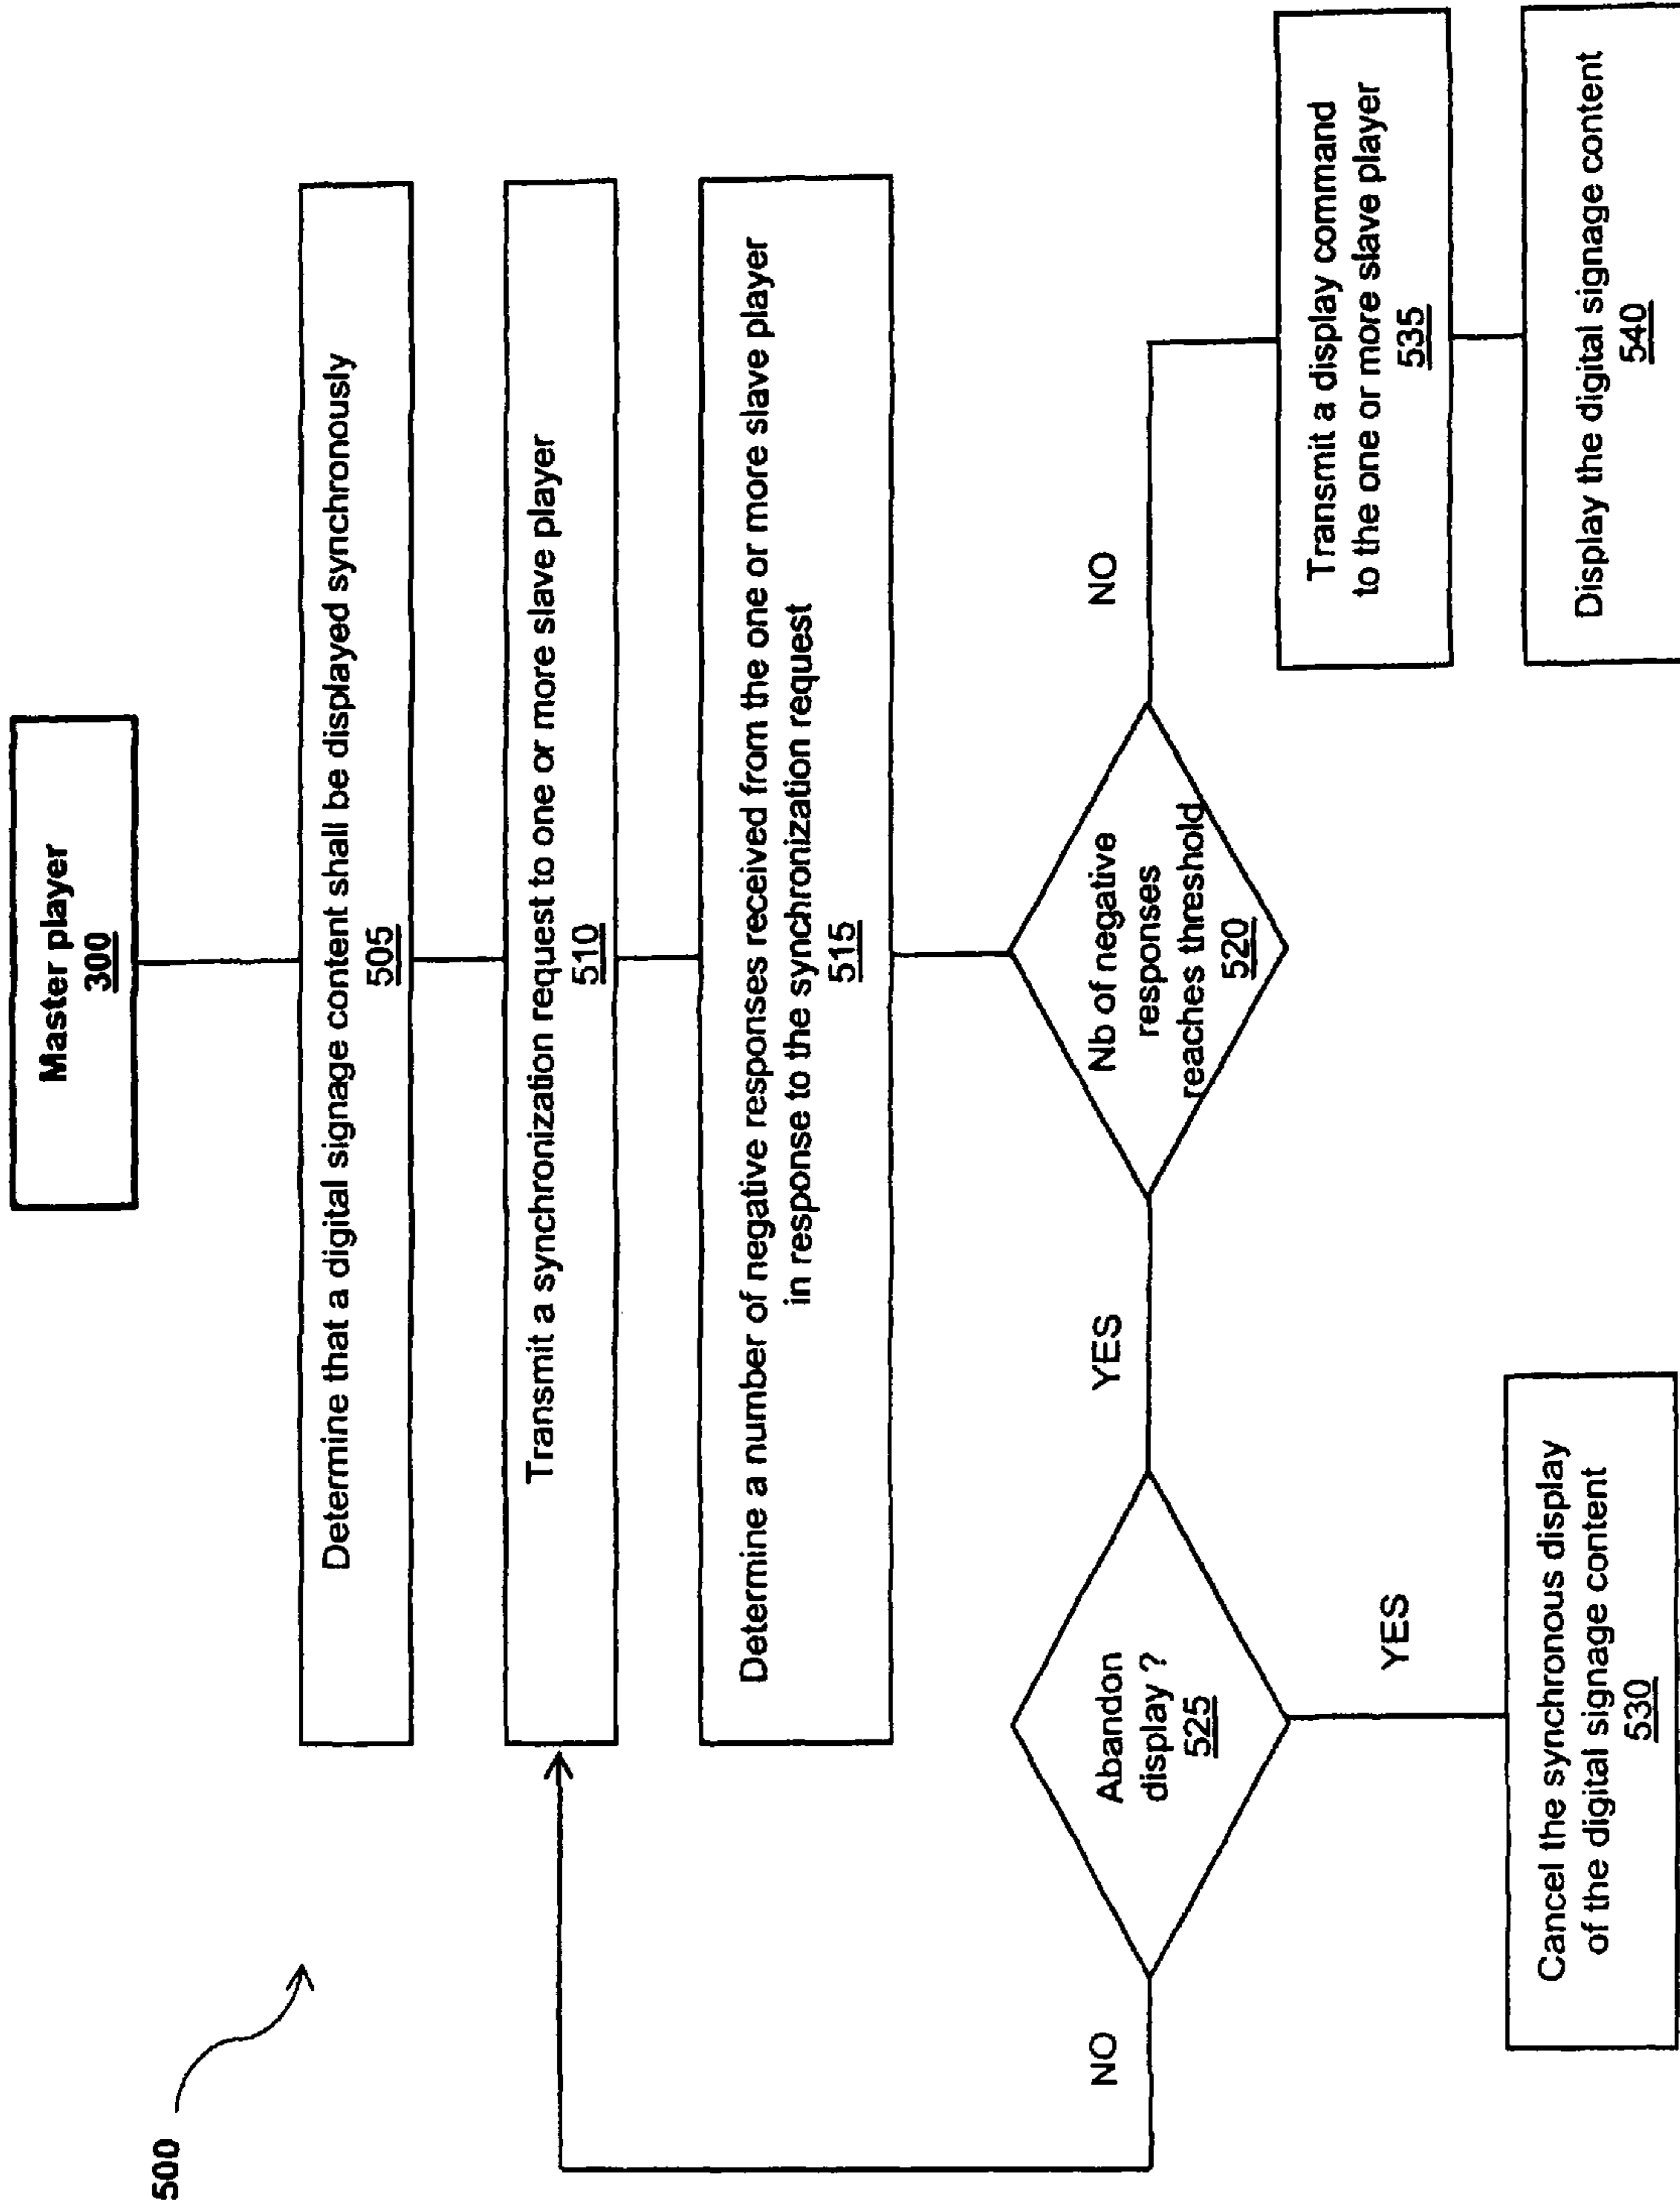 500
Master player
300
Determine that a digital signage content shall be displayed synchronously
505
Transmit a synchronization request to one or more slave player
510
Determine a number of negative responses received from the one or more slave player
in response to the synchronization request
515
Nb of negative
responses
reaches threshold
520
NO
YES
Abandon
display ?
525
NO
YES
Cancel the synchronous display
of the digital signage content
530
Transmit a display command
to the one or more slave player
535
Display the digital signage content
540